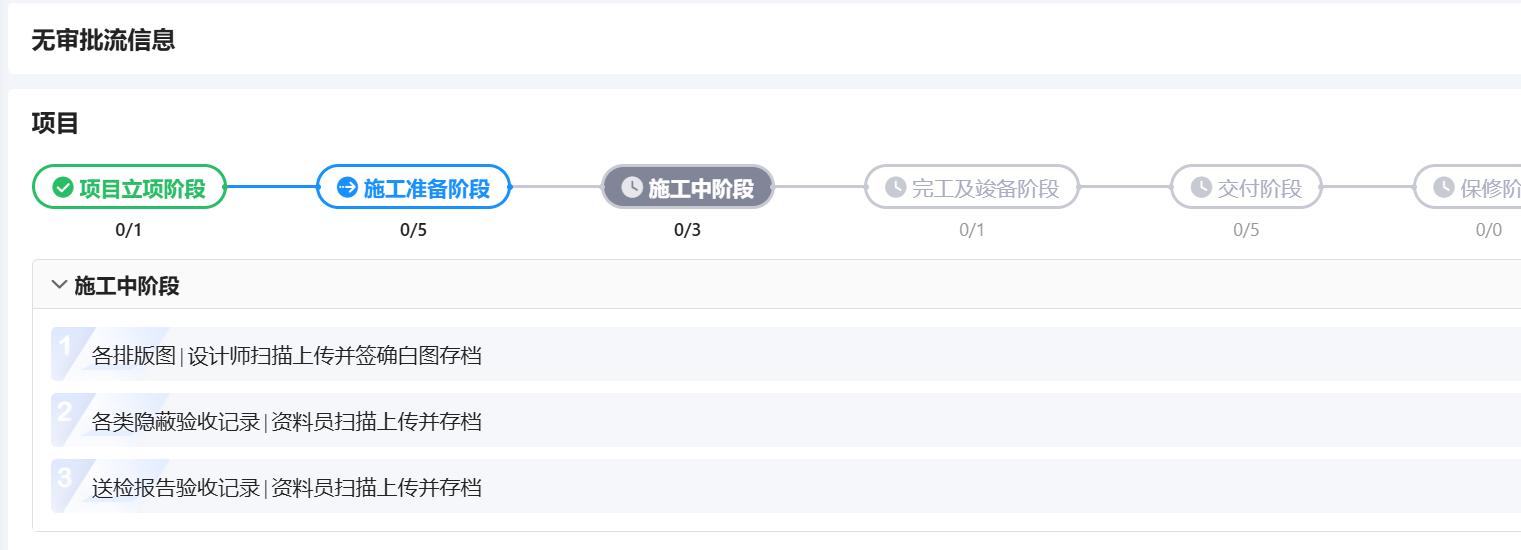 无审批流信息
项目
项目立项阶段 施工准备阶段 施工中阶段 完工及竣备阶段 交付阶段 保修阶
0/1 0/5 0/3 0/1 0/5 0/0
施工中阶段
1 各排版图|设计师扫描上传并签确白图存档
2 各类隐蔽验收记录|资料员扫描上传并存档
3 送检报告验收记录|资料员扫描上传并存档